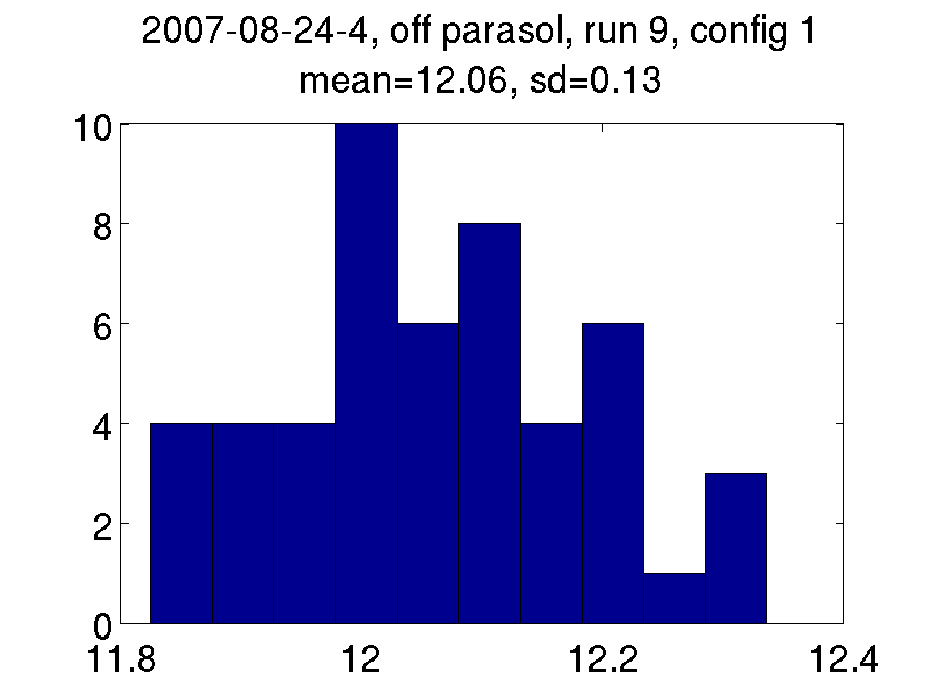 2007-08-24-4, off parasol, run 9, config 1
mean=12.06, sd=0.13
10
8
6
4
2
0
11.8 12 12.2 12.4